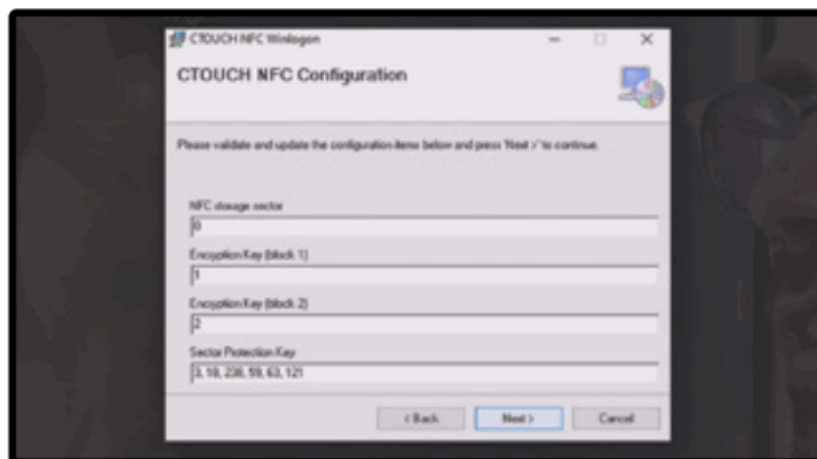 CTOUCH NFC Winlogon
CTOUCH NFC Configuration
Please validate and update the configuration items below and press 'Next >' to continue.
NFC storage sector
0
Encryption Key (block 1)
1
Encryption Key (block 2)
2
Sector Protection Key
3, 18, 238, 59, 63, 121
< Back
Next >
Cancel